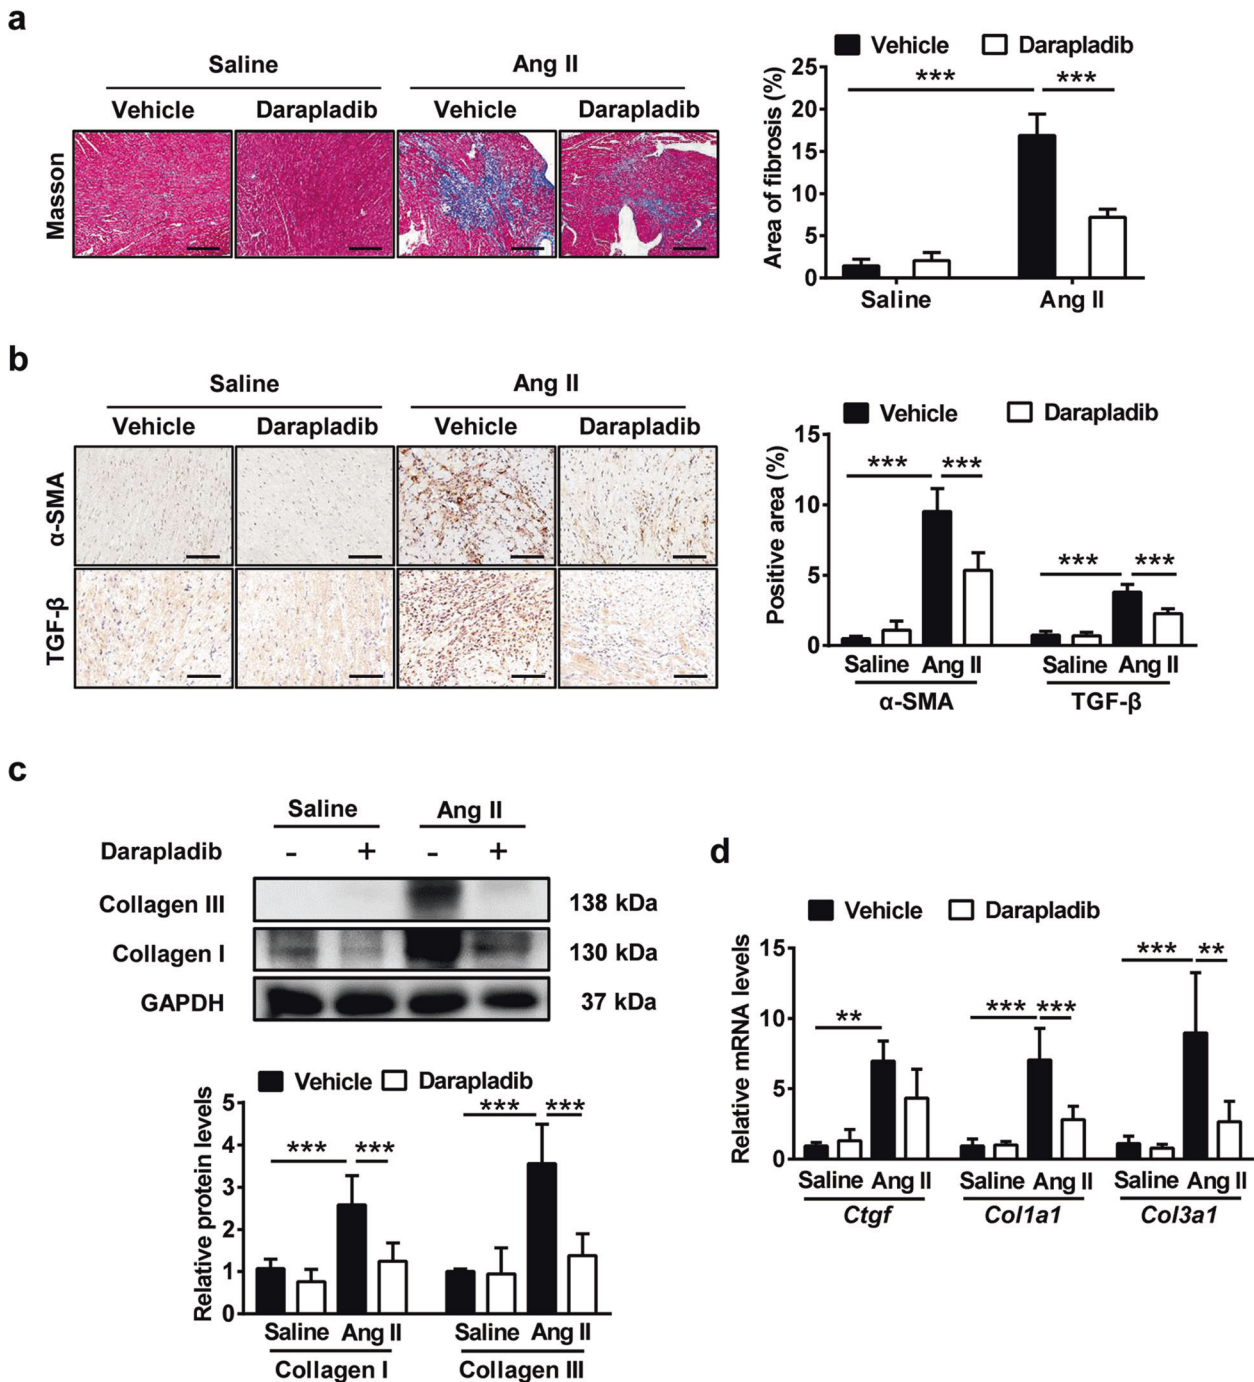 a
Saline Ang II
Vehicle Darapladib Vehicle Darapladib
Masson
Vehicle Darapladib
Area of fibrosis (%)
25
20
15
10
5
0
*** ***
Saline Ang II
b
Saline Ang II
Vehicle Darapladib Vehicle Darapladib
α-SMA
TGF-β
Vehicle Darapladib
Positive area (%)
15
10
5
0
*** ***
*** ***
Saline Ang II Saline Ang II
α-SMA TGF-β
c
Saline Ang II
Darapladib - + - +
Collagen III 138 kDa
Collagen I 130 kDa
GAPDH 37 kDa
Vehicle Darapladib
Relative protein levels
5
4
3
2
1
0
*** ***
*** ***
Saline Ang II Saline Ang II
Collagen I Collagen III
d
Vehicle Darapladib
Relative mRNA levels
15
10
5
0
**
*** ***
*** **
Saline Ang II Saline Ang II Saline Ang II
Ctgf Col1a1 Col3a1